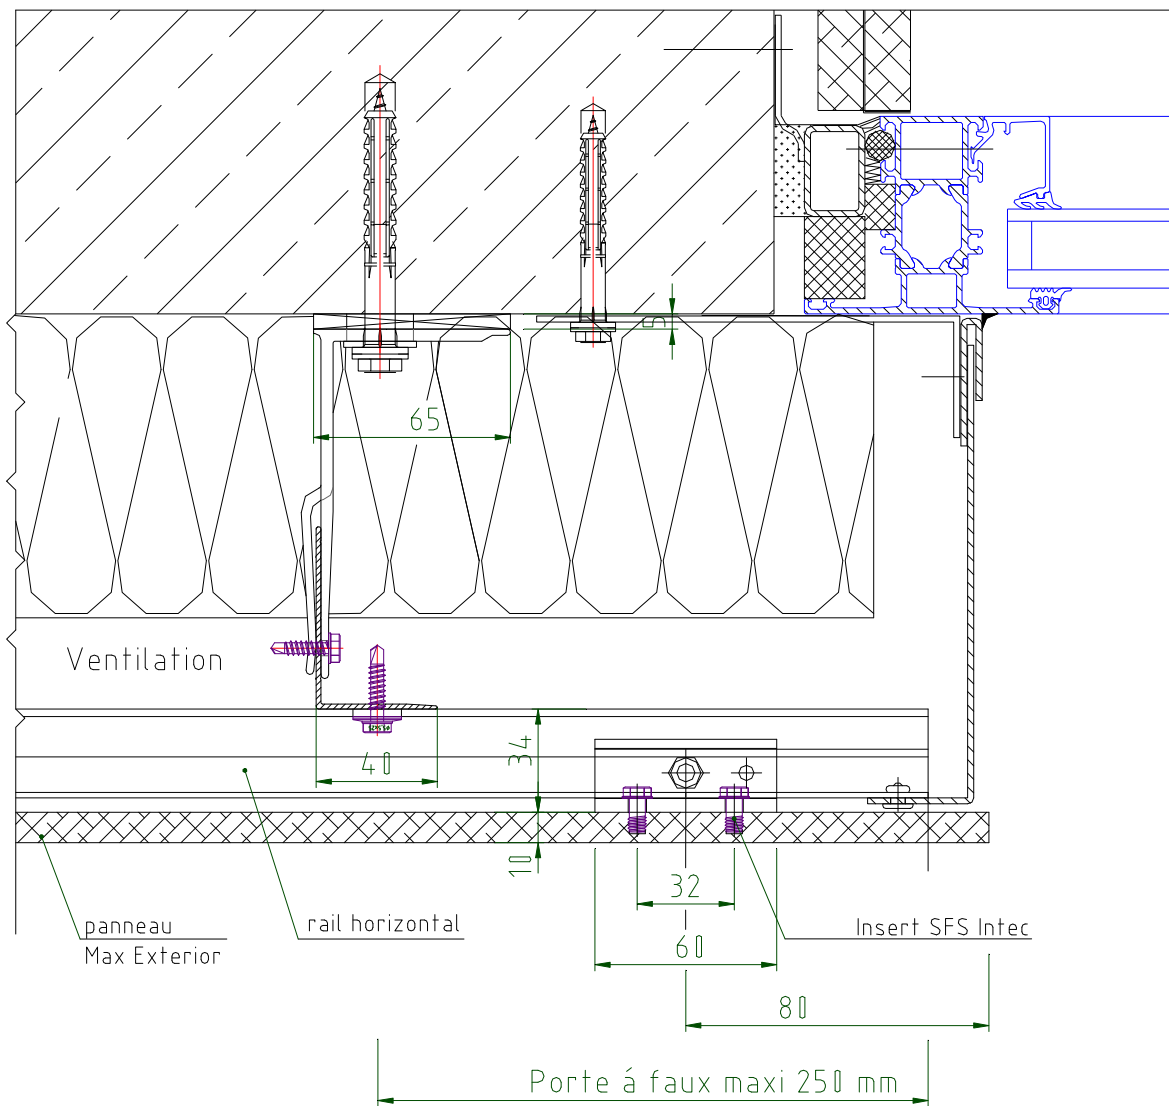 5
65
Ventilation
40
34
10
32
panneau
Max Exterior
rail horizontal
Insert SFS Intec
60
80
Porte á faux maxi 250 mm